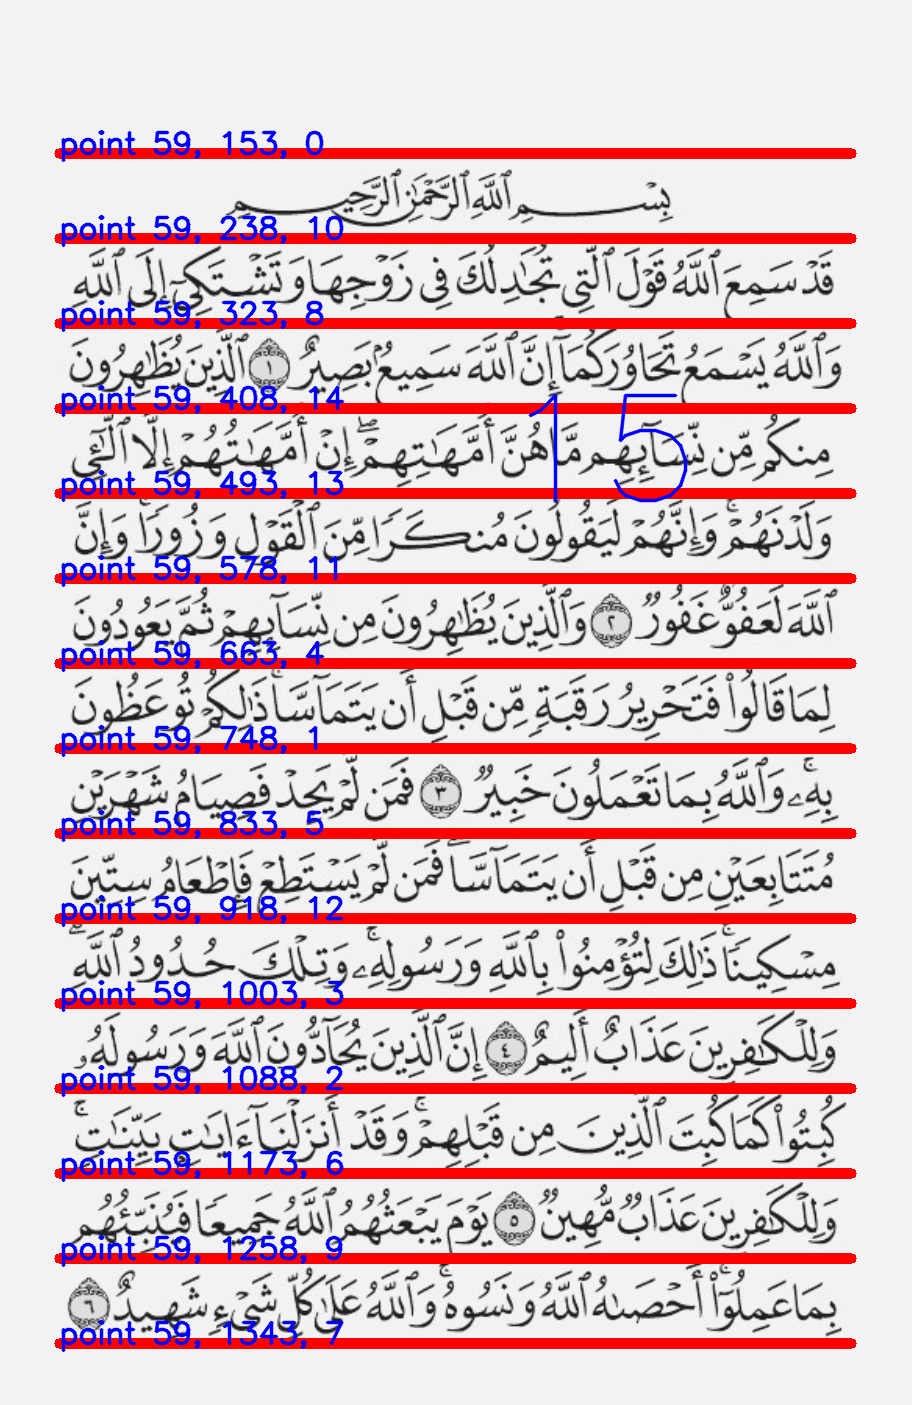 point 59, 153, 0
بِسْمِ ٱللَّهِ ٱلرَّحْمَٰنِ ٱلرَّحِيمِ
point 59, 238, 10
قَدْ سَمِعَ ٱللَّهُ قَوْلَ ٱلَّتِى تُجَٰدِلُكَ فِى زَوْجِهَا وَتَشْتَكِىٓ إِلَى ٱللَّهِ
point 59, 323, 8
وَٱللَّهُ يَسْمَعُ تَحَاوُرَكُمَآ إِنَّ ٱللَّهَ سَمِيعٌۢ بَصِيرٌ ١ ٱلَّذِينَ يُظَٰهِرُونَ
point 59, 408, 14
15
مِنكُم مِّن نِّسَآئِهِم مَّا هُنَّ أُمَّهَٰتِهِمْ ۖ إِنْ أُمَّهَٰتُهُمْ إِلَّا ٱلَّٰٓـِٔى
point 59, 493, 13
وَلَدْنَهُمْ ۚ وَإِنَّهُمْ لَيَقُولُونَ مُنكَرًا مِّنَ ٱلْقَوْلِ وَزُورًا ۚ وَإِنَّ
point 59, 578, 11
ٱللَّهَ لَعَفُوٌّ غَفُورٌ ٢ وَٱلَّذِينَ يُظَٰهِرُونَ مِن نِّسَآئِهِمْ ثُمَّ يَعُودُونَ
point 59, 663, 4
لِمَا قَالُوا۟ فَتَحْرِيرُ رَقَبَةٍ مِّن قَبْلِ أَن يَتَمَآسَّا ۚ ذَٰلِكُمْ تُوعَظُونَ
point 59, 748, 1
بِهِۦ ۚ وَٱللَّهُ بِمَا تَعْمَلُونَ خَبِيرٌ ٣ فَمَن لَّمْ يَجِدْ فَصِيَامُ شَهْرَيْنِ
point 59, 833, 5
مُتَتَابِعَيْنِ مِن قَبْلِ أَن يَتَمَآسَّا ۖ فَمَن لَّمْ يَسْتَطِعْ فَإِطْعَامُ سِتِّينَ
point 59, 918, 12
مِسْكِينًا ۚ ذَٰلِكَ لِتُؤْمِنُوا۟ بِٱللَّهِ وَرَسُولِهِۦ ۚ وَتِلْكَ حُدُودُ ٱللَّهِ ۗ
point 59, 1003, 3
وَلِلْكَٰفِرِينَ عَذَابٌ أَلِيمٌ ٤ إِنَّ ٱلَّذِينَ يُحَآدُّونَ ٱللَّهَ وَرَسُولَهُۥ
point 59, 1088, 2
كُبِتُوا۟ كَمَا كُبِتَ ٱلَّذِينَ مِن قَبْلِهِمْ ۚ وَقَدْ أَنزَلْنَآ ءَايَٰتٍۭ بَيِّنَٰتٍ ۚ
point 59, 1173, 6
وَلِلْكَٰفِرِينَ عَذَابٌ مُّهِينٌ ٥ يَوْمَ يَبْعَثُهُمُ ٱللَّهُ جَمِيعًا فَيُنَبِّئُهُم
point 59, 1258, 9
بِمَا عَمِلُوٓا۟ ۚ أَحْصَىٰهُ ٱللَّهُ وَنَسُوهُ ۚ وَٱللَّهُ عَلَىٰ كُلِّ شَىْءٍ شَهِيدٌ ٦
point 59, 1343, 7